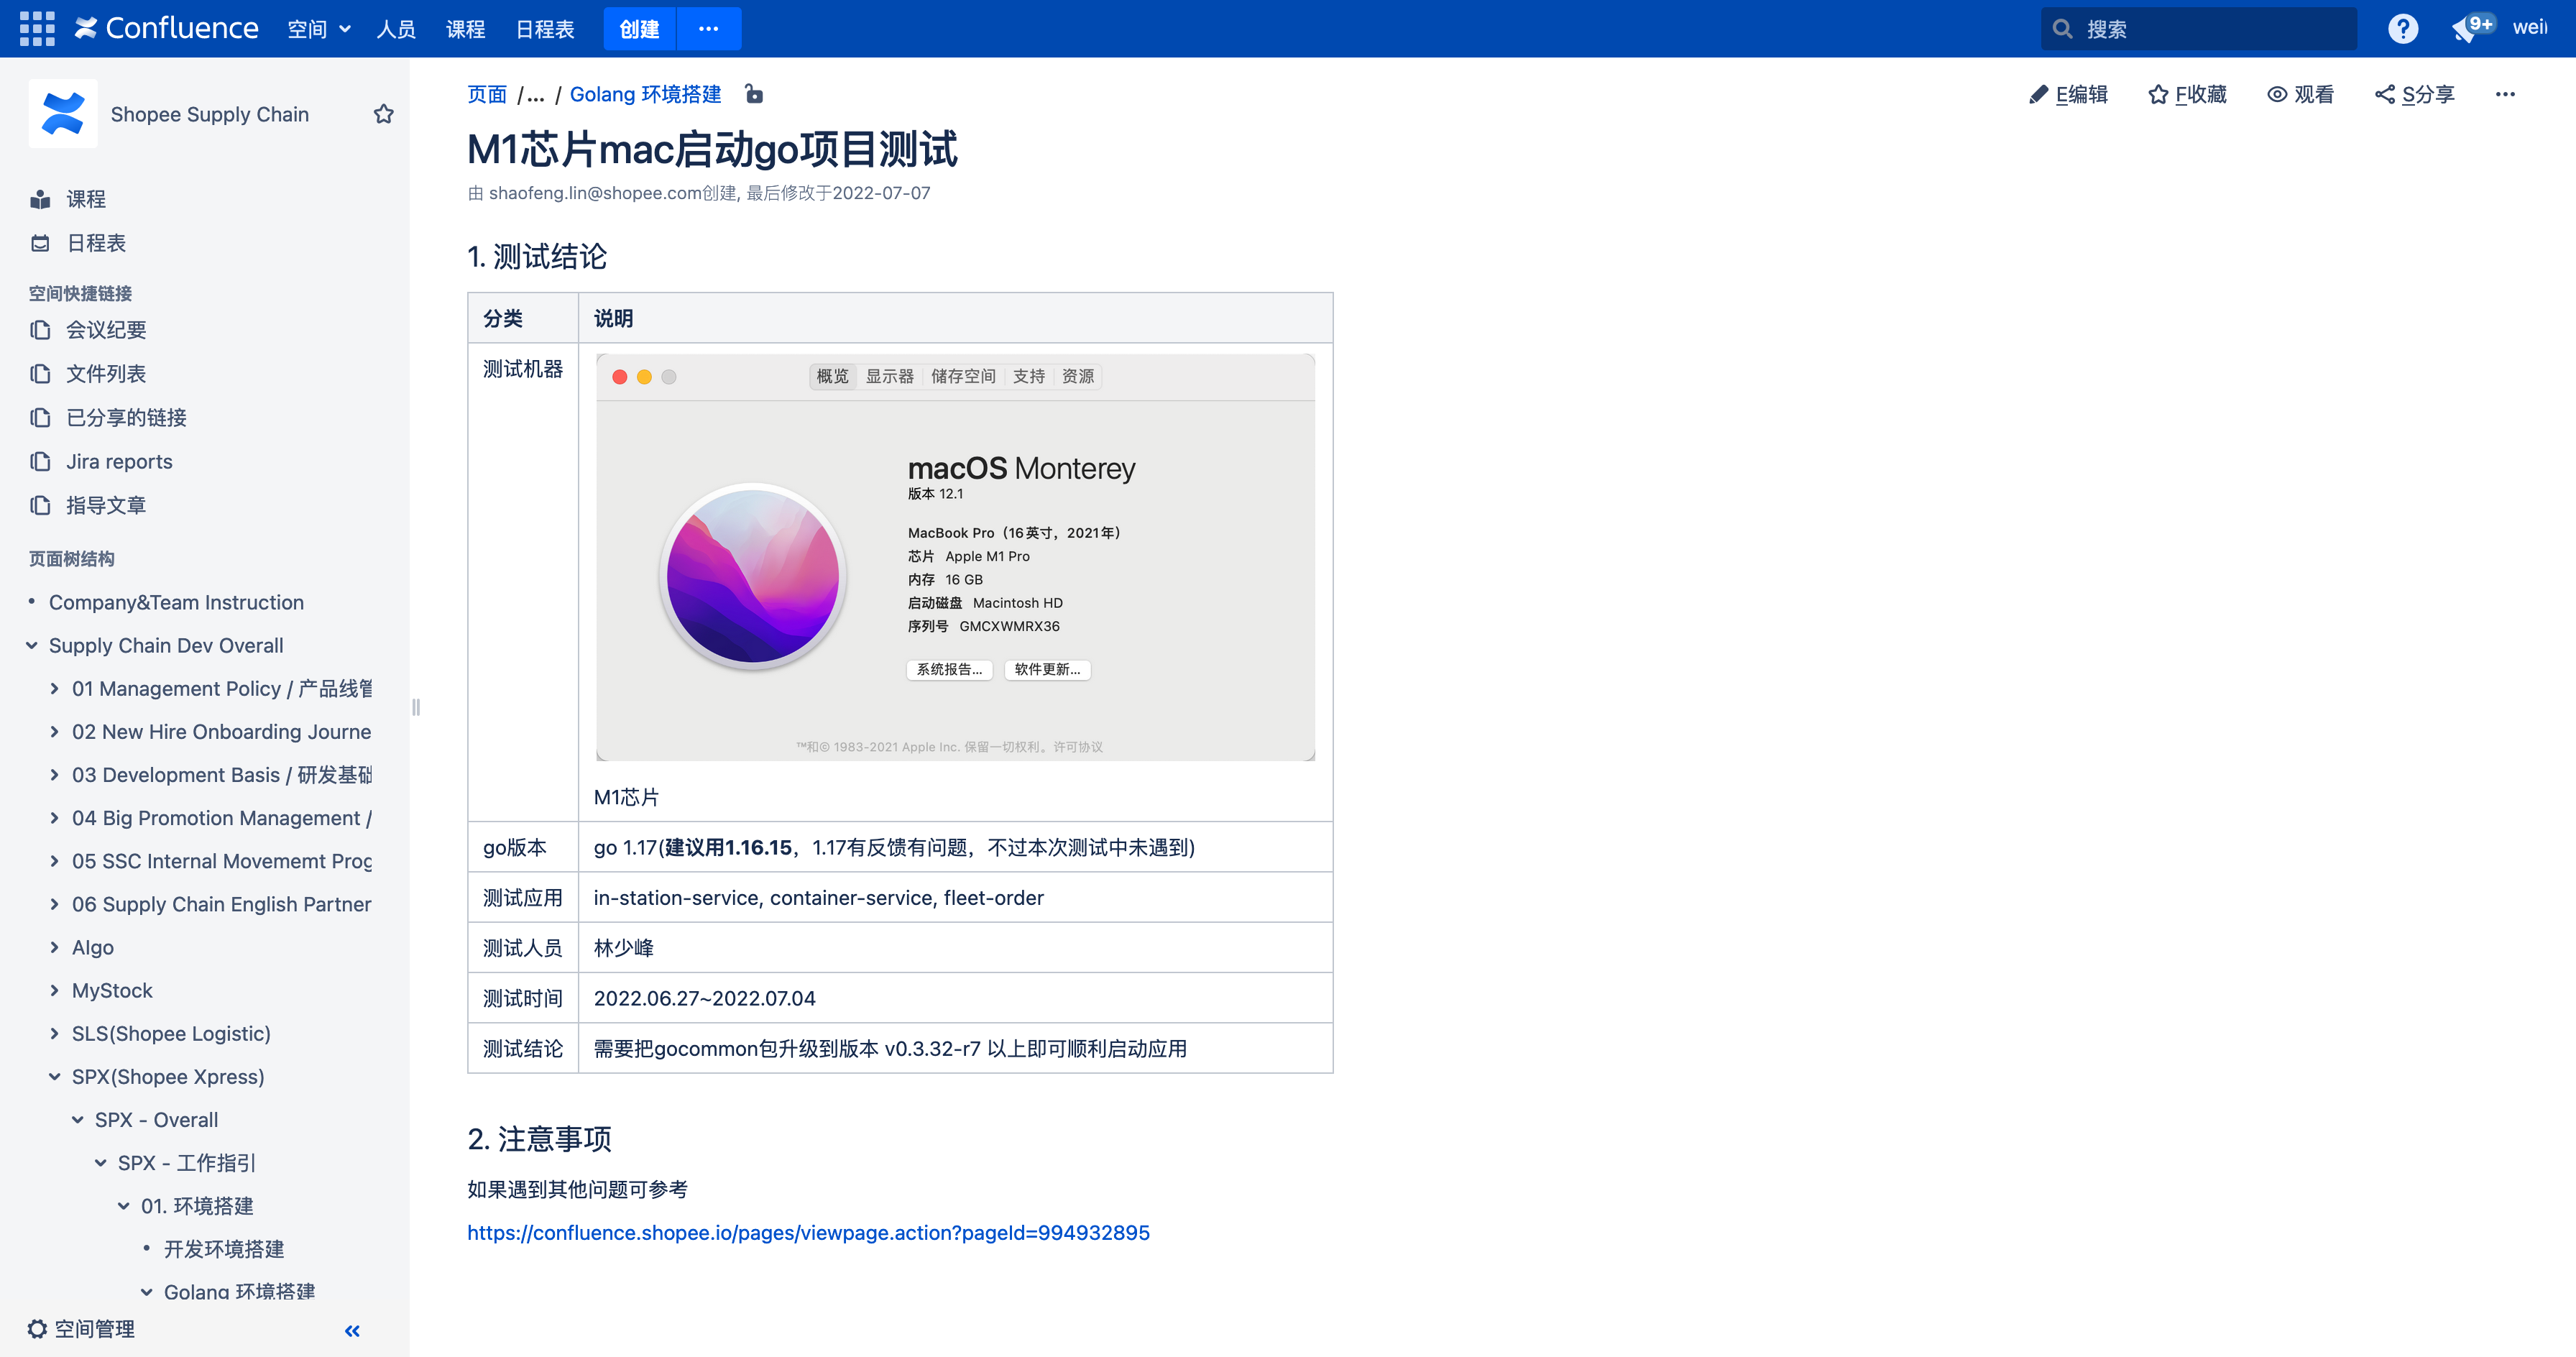 Confluence 空间 人员 课程 日程表 创建 ··· 搜索 9+ wei
Shopee Supply Chain
课程
日程表
空间快捷链接
会议纪要
文件列表
已分享的链接
Jira reports
指导文章
页面树结构
• Company&Team Instruction
Supply Chain Dev Overall
01 Management Policy / 产品线管
02 New Hire Onboarding Journe
03 Development Basis / 研发基础
04 Big Promotion Management /
05 SSC Internal Movememt Prog
06 Supply Chain English Partner
Algo
MyStock
SLS(Shopee Logistic)
SPX(Shopee Xpress)
SPX - Overall
SPX - 工作指引
01. 环境搭建
• 开发环境搭建
Golang 环境搭建
空间管理 «
页面 /... / Golang 环境搭建
E编辑 F收藏 观看 S分享 ···
M1芯片mac启动go项目测试
由 shaofeng.lin@shopee.com创建, 最后修改于2022-07-07
1. 测试结论
分类 说明
测试机器
概览 显示器 储存空间 支持 资源
macOS Monterey
版本 12.1
MacBook Pro（16英寸，2021年）
芯片 Apple M1 Pro
内存 16 GB
启动磁盘 Macintosh HD
序列号 GMCXWMRX36
系统报告... 软件更新...
™和© 1983-2021 Apple Inc. 保留一切权利。许可协议
M1芯片
go版本 go 1.17(建议用1.16.15，1.17有反馈有问题，不过本次测试中未遇到)
测试应用 in-station-service, container-service, fleet-order
测试人员 林少峰
测试时间 2022.06.27~2022.07.04
测试结论 需要把gocommon包升级到版本 v0.3.32-r7 以上即可顺利启动应用
2. 注意事项
如果遇到其他问题可参考
https://confluence.shopee.io/pages/viewpage.action?pageId=994932895